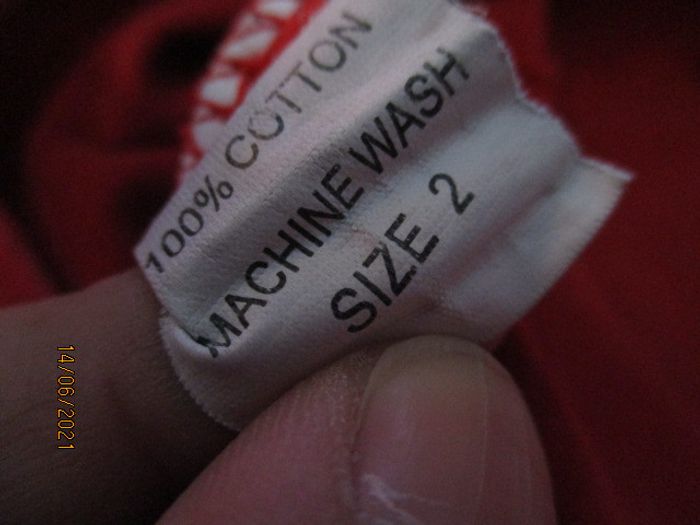 100% COTTON
MACHINE WASH
SIZE 2
14/06/2021